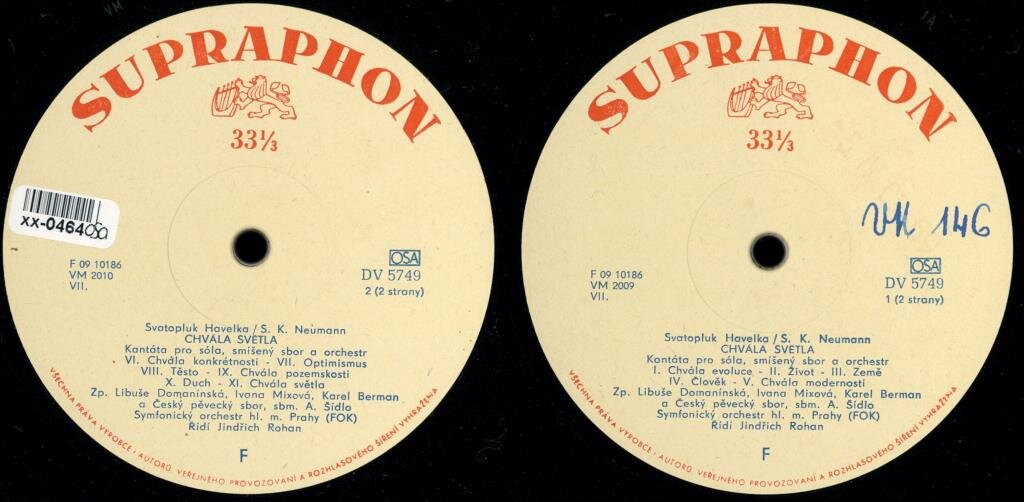 SUPRAPHON
33⅓
xx-0464 osa
F 09 10186
VM 2010
VII.
OSA
DV 5749
2 (2 strany)
Svatopluk Havelka / S. K. Neumann
CHVÁLA SVĚTLA
Kantáta pro sóla, smíšený sbor a orchestr
VI. Chvála konkrétnosti - VII. Optimismus
VIII. Těsto - IX. Chvála pozemskosti
X. Duch - XI. Chvála světla
Zp. Libuše Domanínská, Ivana Mixová, Karel Berman
a Český pěvecký sbor, sbm. A. Šídlo
Symfonický orchestr hl. m. Prahy (FOK)
Řídí Jindřich Rohan
F
VŠECHNA PRÁVA VÝROBCE - AUTORŮ VEŘEJNÉHO PROVOZOVÁNÍ A ROZHLASOVÉHO ŠÍŘENÍ VYHRAŽENA
SUPRAPHON
33⅓
VM 146
F 09 10186
VM 2009
VII.
OSA
DV 5749
1 (2 strany)
Svatopluk Havelka / S. K. Neumann
CHVÁLA SVĚTLA
Kantáta pro sóla, smíšený sbor a orchestr
I. Chvála evoluce - II. Život - III. Země
IV. Člověk - V. Chvála modernosti
Zp. Libuše Domanínská, Ivana Mixová, Karel Berman
a Český pěvecký sbor, sbm. A. Šídlo
Symfonický orchestr hl. m. Prahy (FOK)
Řídí Jindřich Rohan
F
VŠECHNA PRÁVA VÝROBCE - AUTORŮ VEŘEJNÉHO PROVOZOVÁNÍ A ROZHLASOVÉHO ŠÍŘENÍ VYHRAŽENA